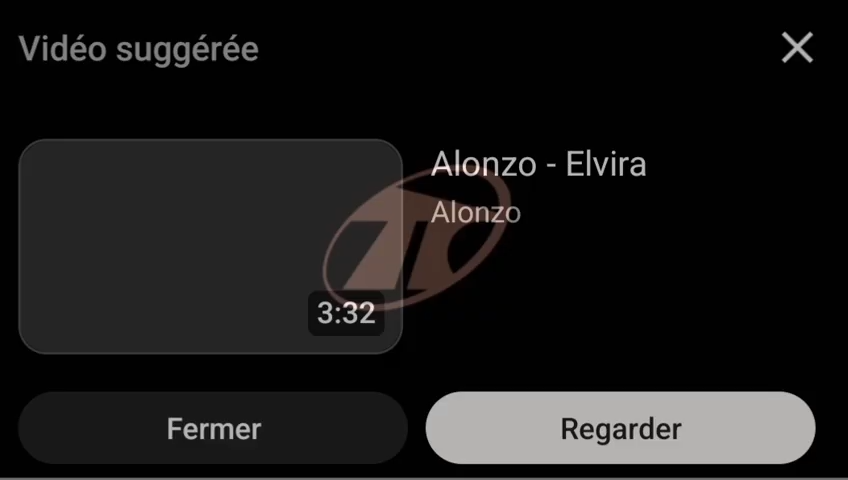 Vidéo suggérée
Alonzo - Elvira
Alonzo
3:32
Fermer
Regarder